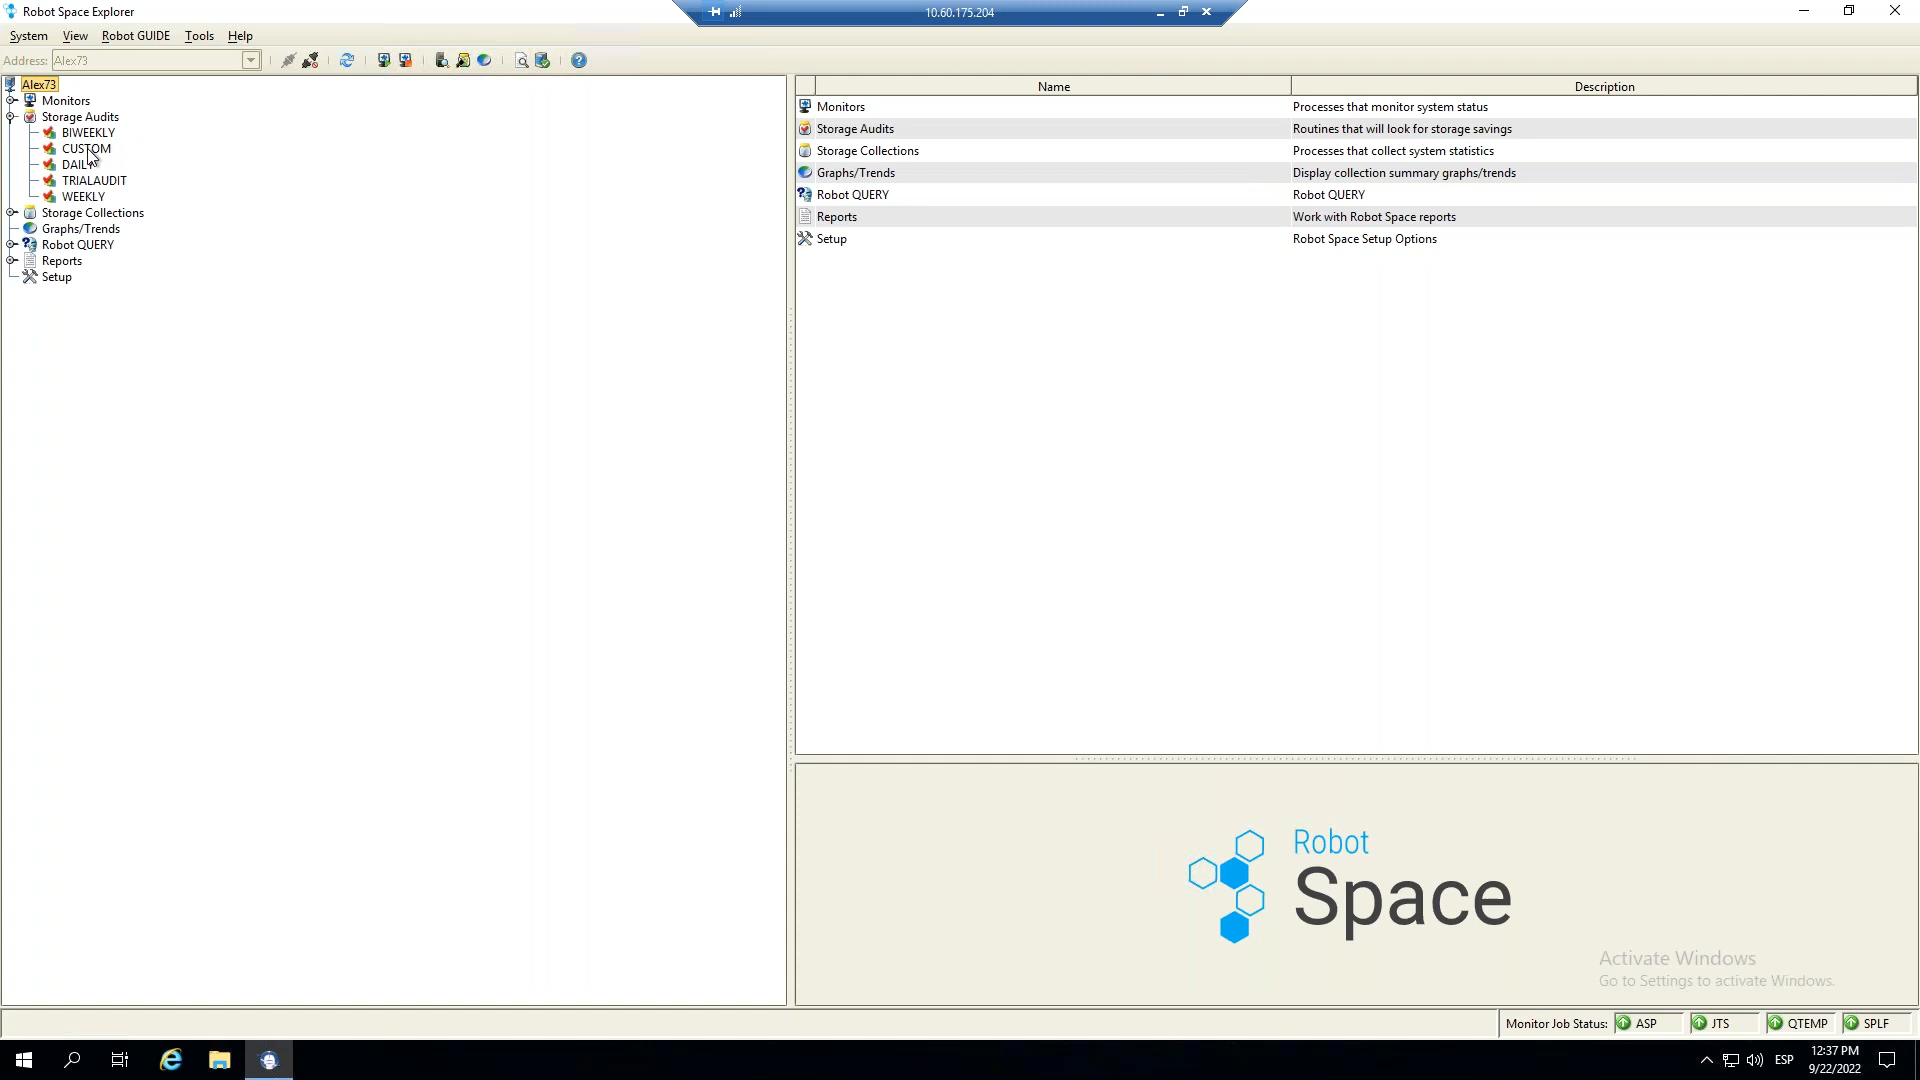 Robot Space Explorer
10.60.175.204
System View Robot GUIDE Tools Help
Address: Alex73
Alex73
Monitors
Storage Audits
BIWEEKLY
CUSTOM
DAILY
TRIALAUDIT
WEEKLY
Storage Collections
Graphs/Trends
Robot QUERY
Reports
Setup
Name Description
Monitors Processes that monitor system status
Storage Audits Routines that will look for storage savings
Storage Collections Processes that collect system statistics
Graphs/Trends Display collection summary graphs/trends
Robot QUERY Robot QUERY
Reports Work with Robot Space reports
Setup Robot Space Setup Options
Robot
Space
Activate Windows
Go to Settings to activate Windows.
Monitor Job Status: ASP JTS QTEMP SPLF
ESP
12:37 PM
9/22/2022